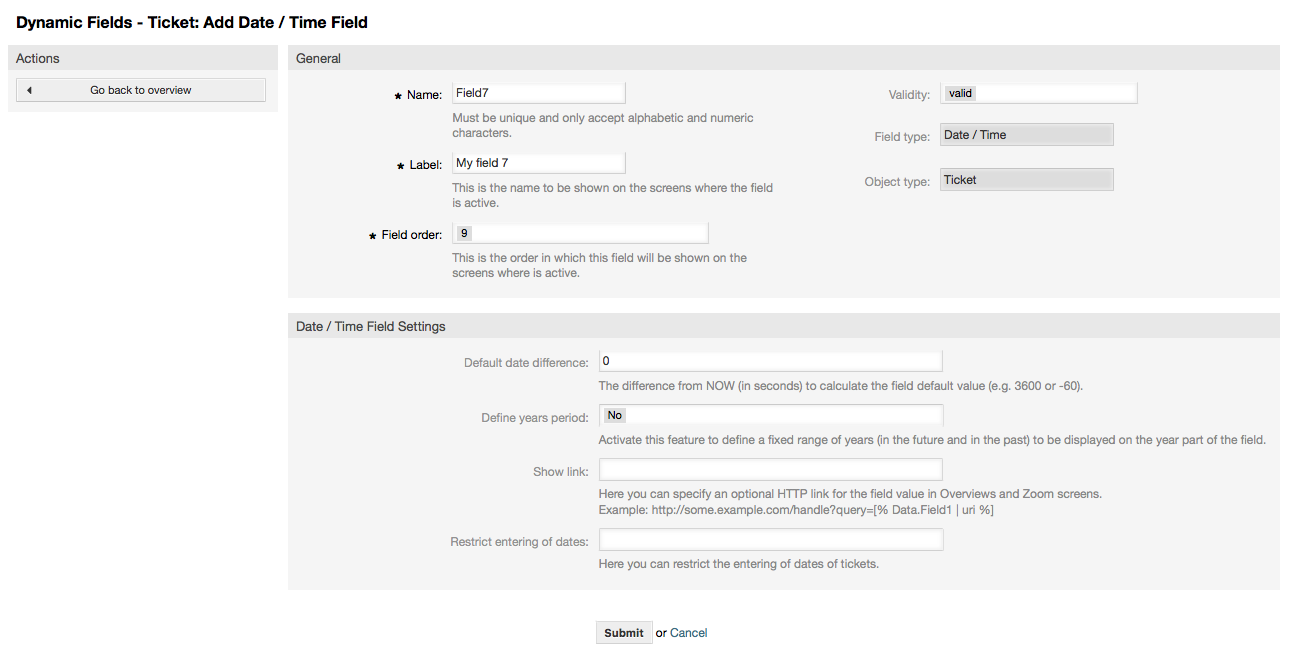 Dynamic Fields - Ticket: Add Date / Time Field
Actions
Go back to overview
General
★ Name: Field7
Must be unique and only accept alphabetic and numeric
characters.
★ Label: My field 7
This is the name to be shown on the screens where the field
is active.
★ Field order: 9
This is the order in which this field will be shown on the
screens where is active.
Validity: valid
Field type: Date / Time
Object type: Ticket
Date / Time Field Settings
Default date difference: 0
The difference from NOW (in seconds) to calculate the field default value (e.g. 3600 or -60).
Define years period: No
Activate this feature to define a fixed range of years (in the future and in the past) to be displayed on the year part of the field.
Show link:
Here you can specify an optional HTTP link for the field value in Overviews and Zoom screens.
Example: http://some.example.com/handle?query=[% Data.Field1 | uri %]
Restrict entering of dates:
Here you can restrict the entering of dates of tickets.
Submit or Cancel